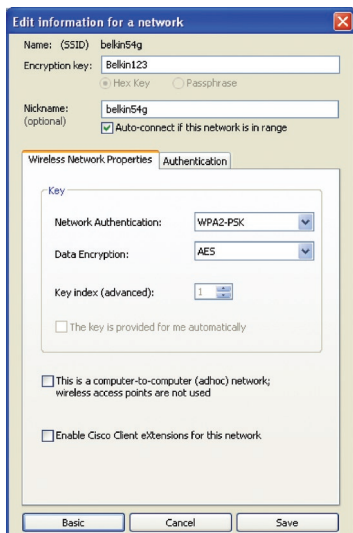 Edit information for a network
Name: (SSID) belkin54g
Encryption key: Belkin123
Hex Key Passphrase
Nickname: belkin54g
(optional)
Auto-connect if this network is in range
Wireless Network Properties Authentication
Key
Network Authentication: WPA2-PSK
Data Encryption: AES
Key index (advanced): 1
The key is provided for me automatically
This is a computer-to-computer (adhoc) network;
wireless access points are not used
Enable Cisco Client eXtensions for this network
Basic Cancel Save